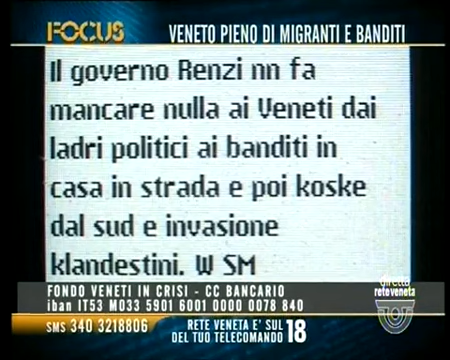 FOCUS
VENETO PIENO DI MIGRANTI E BANDITI
Il governo Renzi nn fa
mancare nulla ai Veneti dai
ladri politici ai banditi in
casa in strada e poi koske
dal sud e invasione
klandestini. W SM
diretta
reteveneta
FONDO VENETI IN CRISI - CC BANCARIO
iban IT53 M033 5901 6001 0000 0078 840
SMS 340 3218806
RETE VENETA E' SUL
DEL TUO TELECOMANDO 18